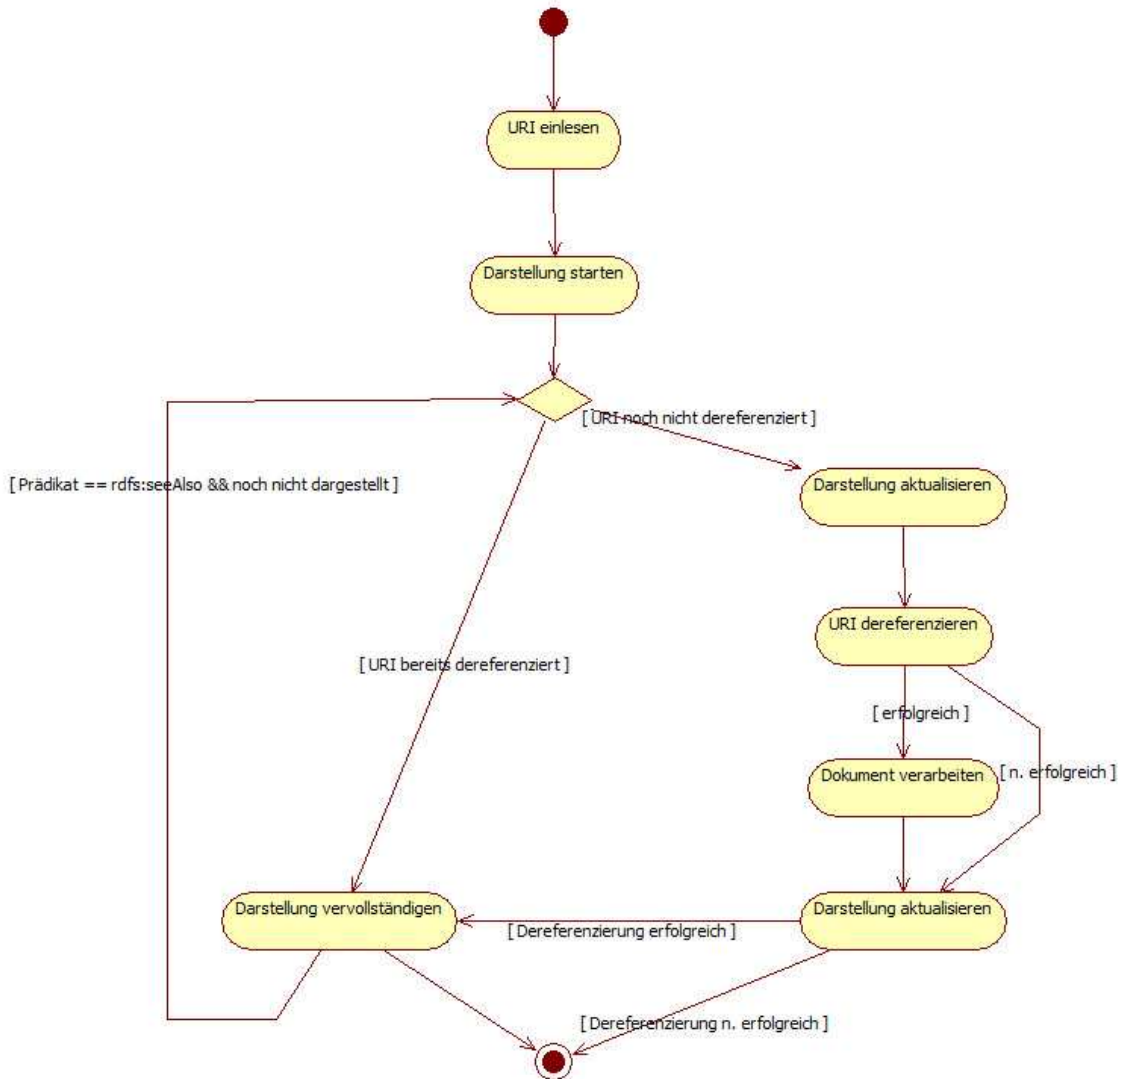 URI einlesen
Darstellung starten
[ URI noch nicht dereferenziert ]
[ Prädikat == rdfs:seeAlso && noch nicht dargestellt ]
Darstellung aktualisieren
URI dereferenzieren
[ URI bereits dereferenziert ]
[ erfolgreich ]
Dokument verarbeiten
[ n. erfolgreich ]
Darstellung vervollständigen
Darstellung aktualisieren
[ Dereferenzierung erfolgreich ]
[ Dereferenzierung n. erfolgreich ]